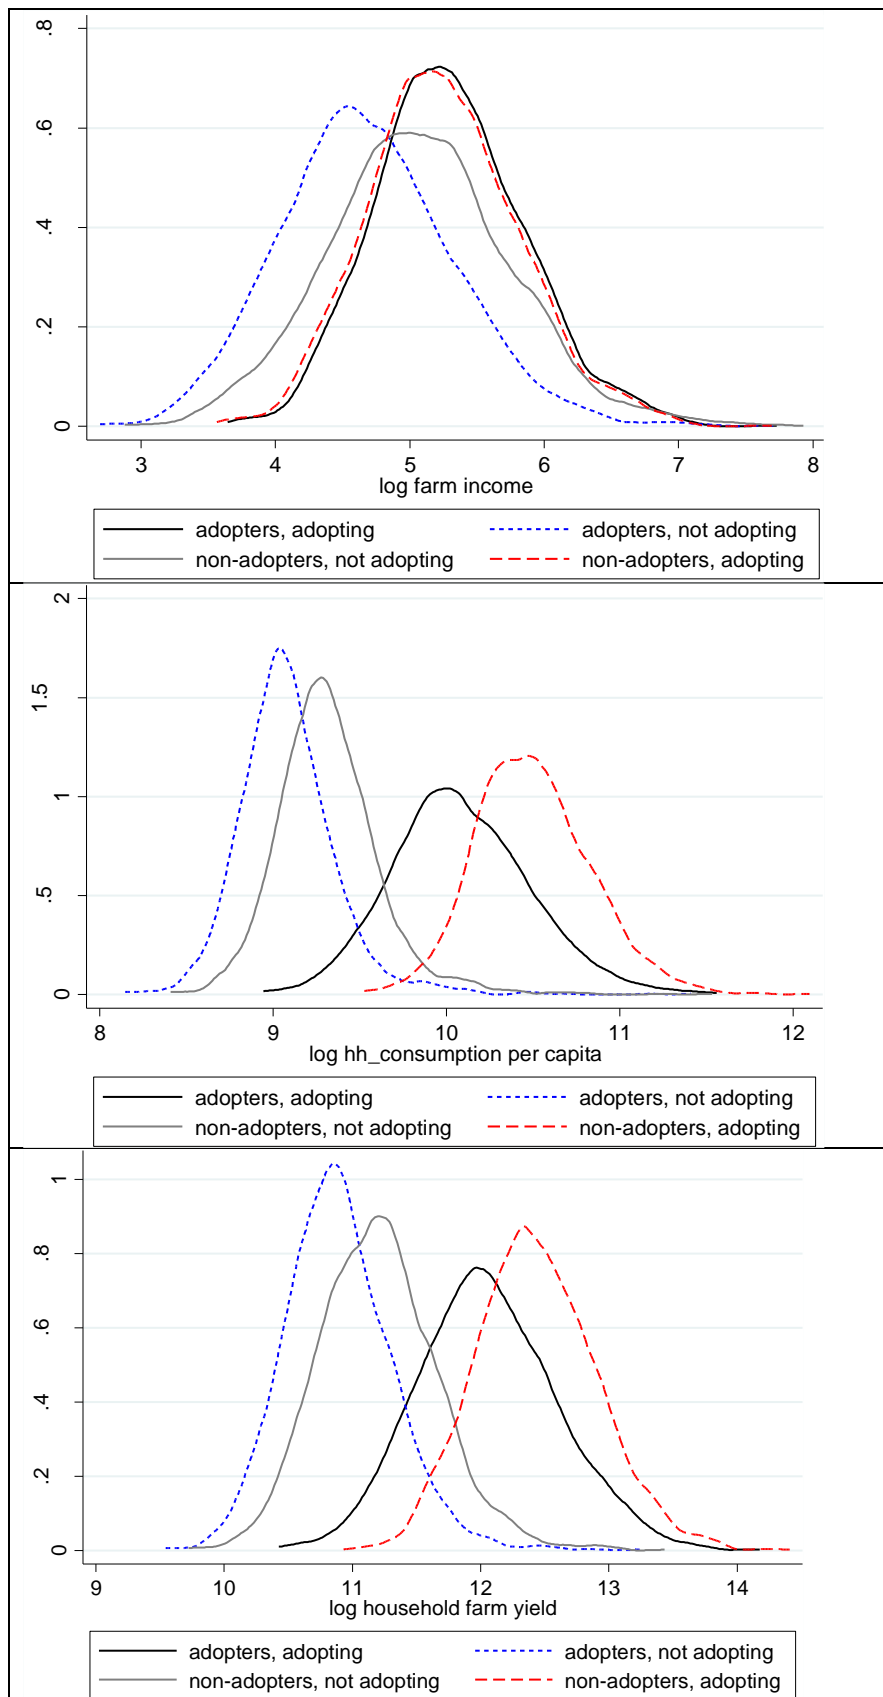 .8
.6
.4
.2
0
3 4 5 6 7 8
log farm income
adopters, adopting adopters, not adopting
non-adopters, not adopting non-adopters, adopting
2
1.5
1
.5
0
8 9 10 11 12
log hh_consumption per capita
adopters, adopting adopters, not adopting
non-adopters, not adopting non-adopters, adopting
1
.8
.6
.4
.2
0
9 10 11 12 13 14
log household farm yield
adopters, adopting adopters, not adopting
non-adopters, not adopting non-adopters, adopting